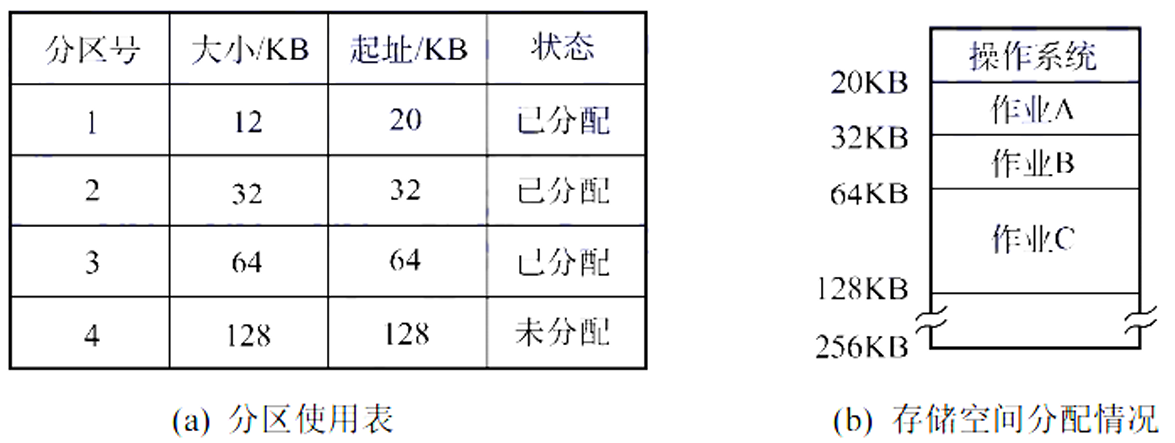 分区号 大小/KB 起址/KB 状态
1 12 20 已分配
2 32 32 已分配
3 64 64 已分配
4 128 128 未分配
(a) 分区使用表
操作系统
20KB
作业A
32KB
作业B
64KB
作业C
128KB
256KB
(b) 存储空间分配情况